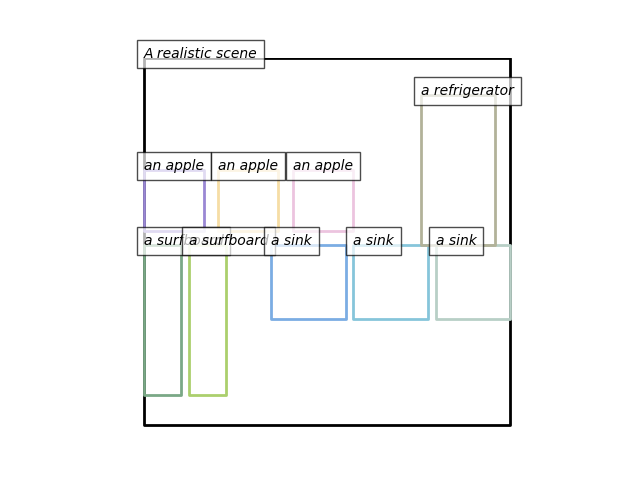 A realistic scene
a refrigerator
an apple
an apple
an apple
a surfboard
a surfboard
a sink
a sink
a sink